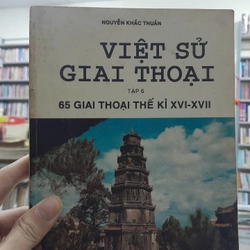 NGUYỄN KHẮC THUẦN
VIỆT SỬ
GIAI THOẠI
TẬP 6
65 GIAI THOẠI THẾ KỈ XVI-XVII